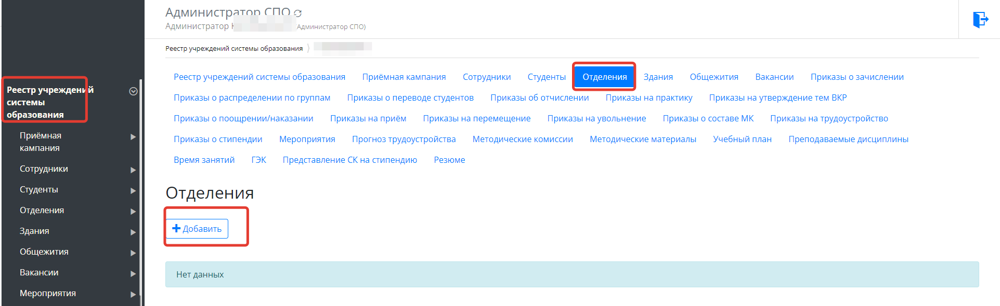 Администратор СПО
Администратор
(Администратор СПО)
Реестр учреждений системы образования
Реестр учреждений
системы
образования
Приёмная
кампания
Сотрудники
Студенты
Отделения
Здания
Общежития
Вакансии
Мероприятия
Реестр учреждений системы образования Приёмная кампания Сотрудники Студенты Отделения Здания Общежития Вакансии Приказы о зачислении
Приказы о распределении по группам Приказы о переводе студентов Приказы об отчислении Приказы на практику Приказы на утверждение тем ВКР
Приказы о поощрении/наказании Приказы на приём Приказы на перемещение Приказы на увольнение Приказы о составе МК Приказы на трудоустройство
Приказы о стипендии Мероприятия Прогноз трудоустройства Методические комиссии Методические материалы Учебный план Преподаваемые дисциплины
Время занятий ГЭК Представление СК на стипендию Резюме
Отделения
Добавить
Нет данных